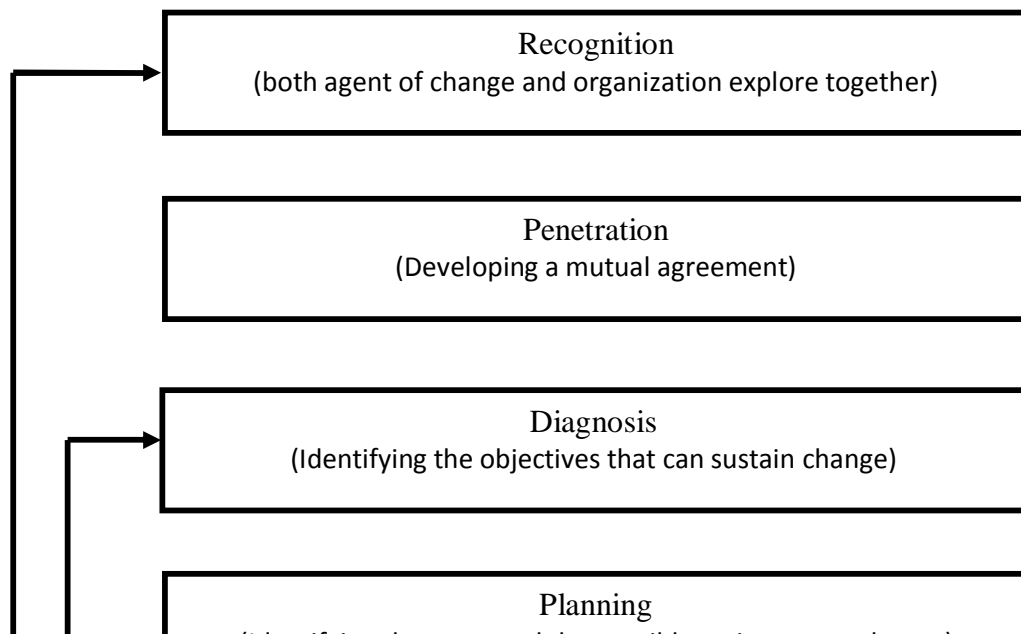 Recognition
(both agent of change and organization explore together)
Penetration
(Developing a mutual agreement)
Diagnosis
(Identifying the objectives that can sustain change)
Planning